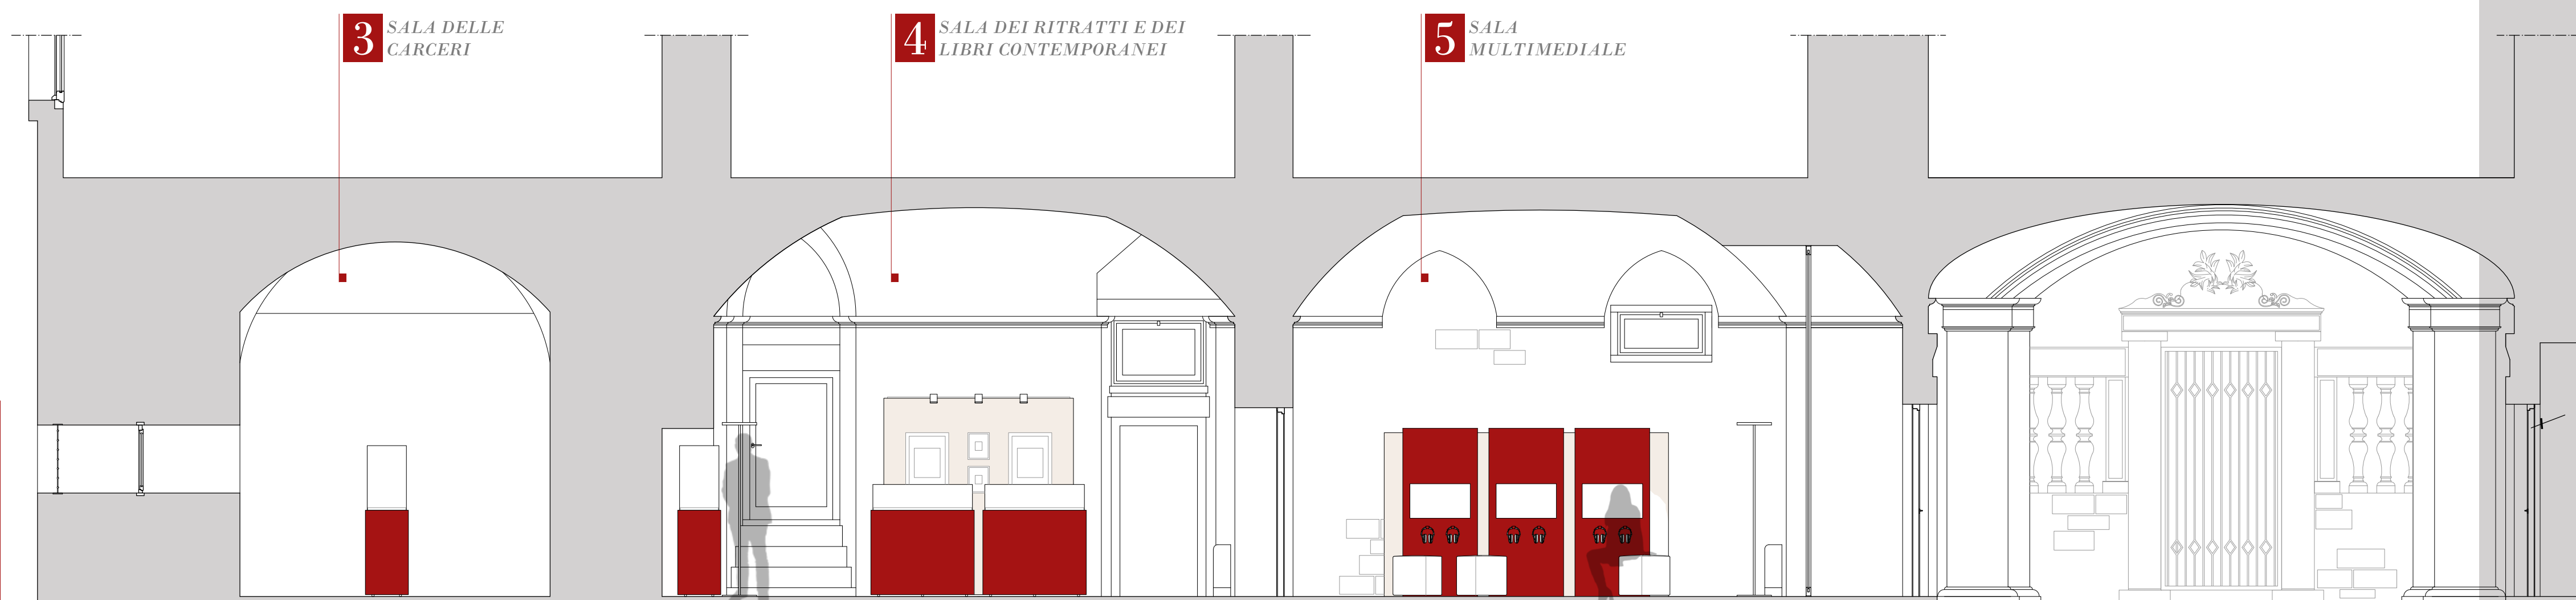 3 SALA DELLE
CARCERI
4 SALA DEI RITRATTI E DEI
LIBRI CONTEMPORANEI
5 SALA
MULTIMEDIALE